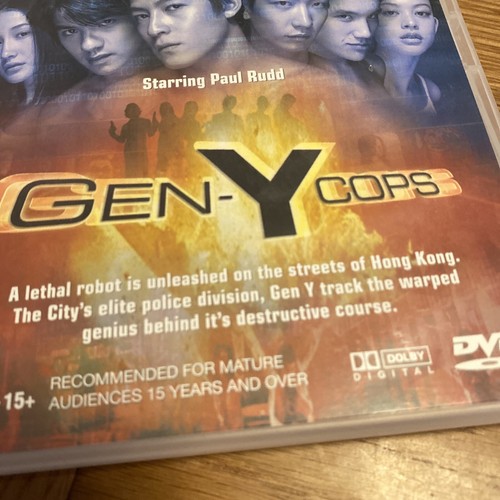 Starring Paul Rudd
GEN-Y COPS
A lethal robot is unleashed on the streets of Hong Kong.
The City's elite police division, Gen Y track the warped
genius behind it's destructive course.
15+
RECOMMENDED FOR MATURE
AUDIENCES 15 YEARS AND OVER
DOLBY
DIGITAL
DVD